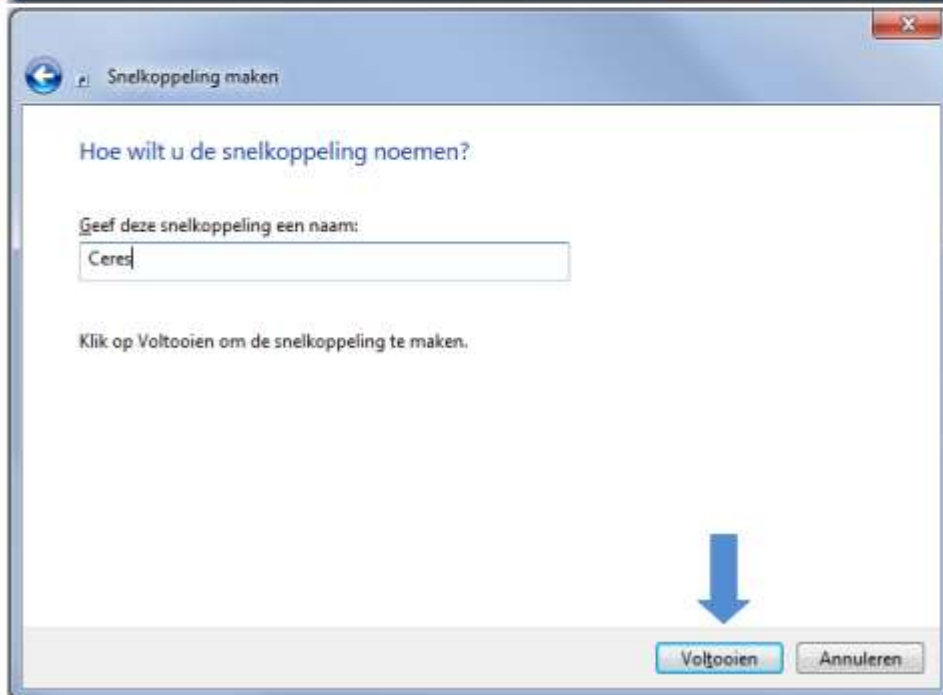 Snelkoppeling maken
Hoe wilt u de snelkoppeling noemen?
Geef deze snelkoppeling een naam:
Ceres
Klik op Voltooien om de snelkoppeling te maken.
Voltooien
Annuleren